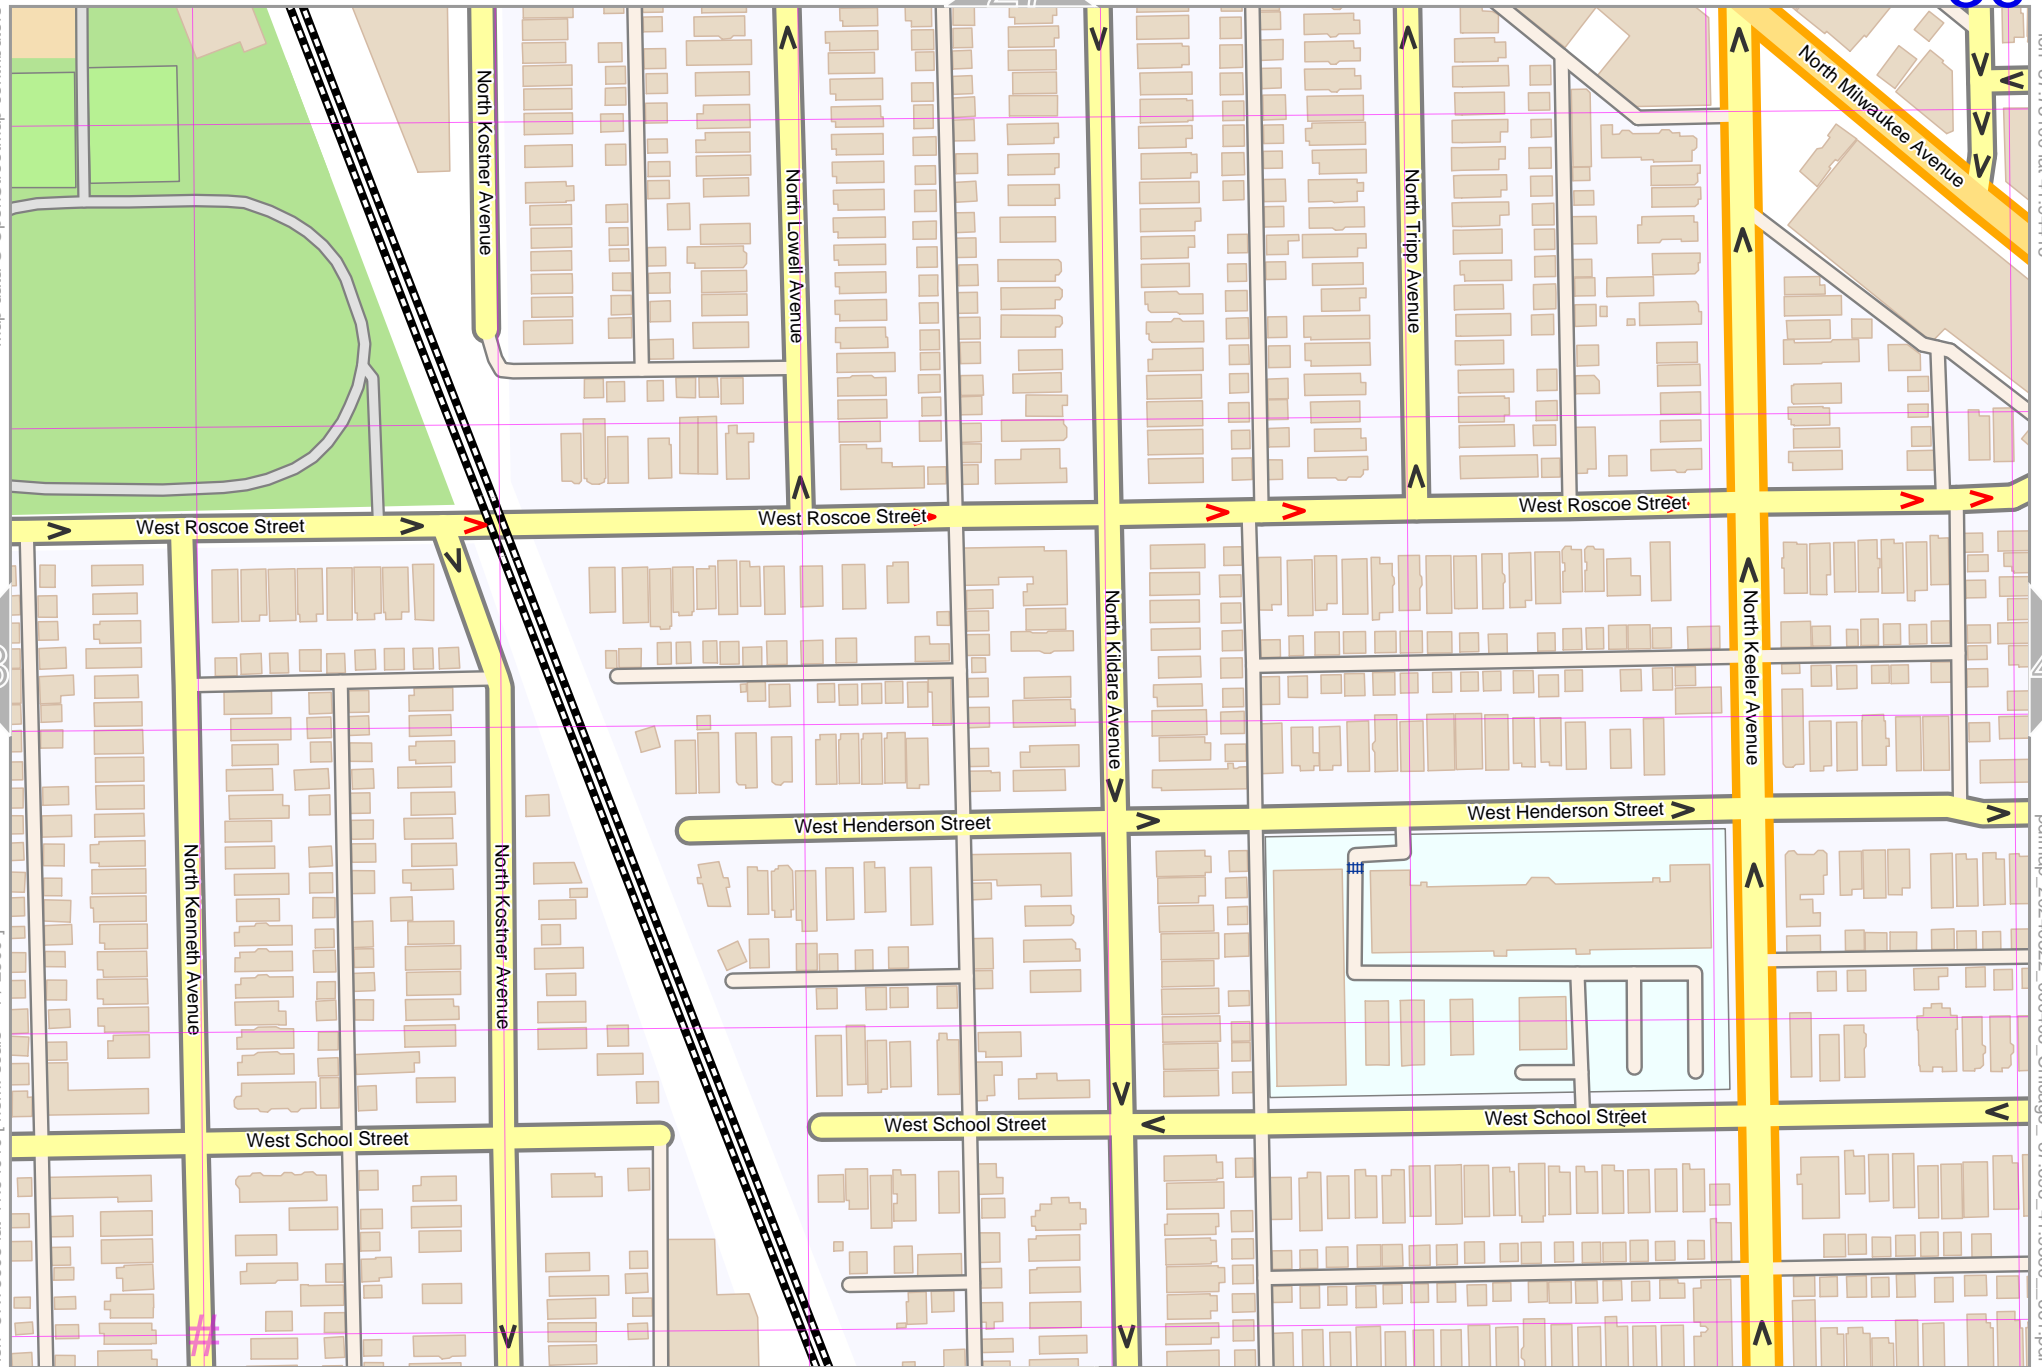 North Milwaukee Avenue
North Kostner Avenue
North Lowell Avenue
North Tripp Avenue
West Roscoe Street
West Roscoe Street
West Roscoe Street
North Kildare Avenue
North Keeler Avenue
West Henderson Street
West Henderson Street
North Kenneth Avenue
North Kostner Avenue
West School Street
West School Street
West School Street
#